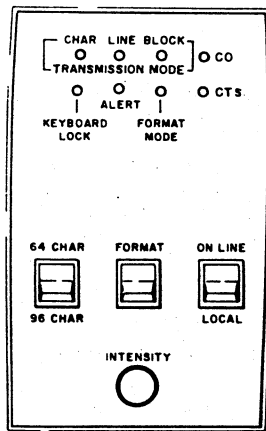 CHAR LINE BLOCK
CO
TRANSMISSION MODE
CTS
ALERT
KEYBOARD LOCK
FORMAT MODE
64 CHAR
FORMAT
ON LINE
96 CHAR
LOCAL
INTENSITY